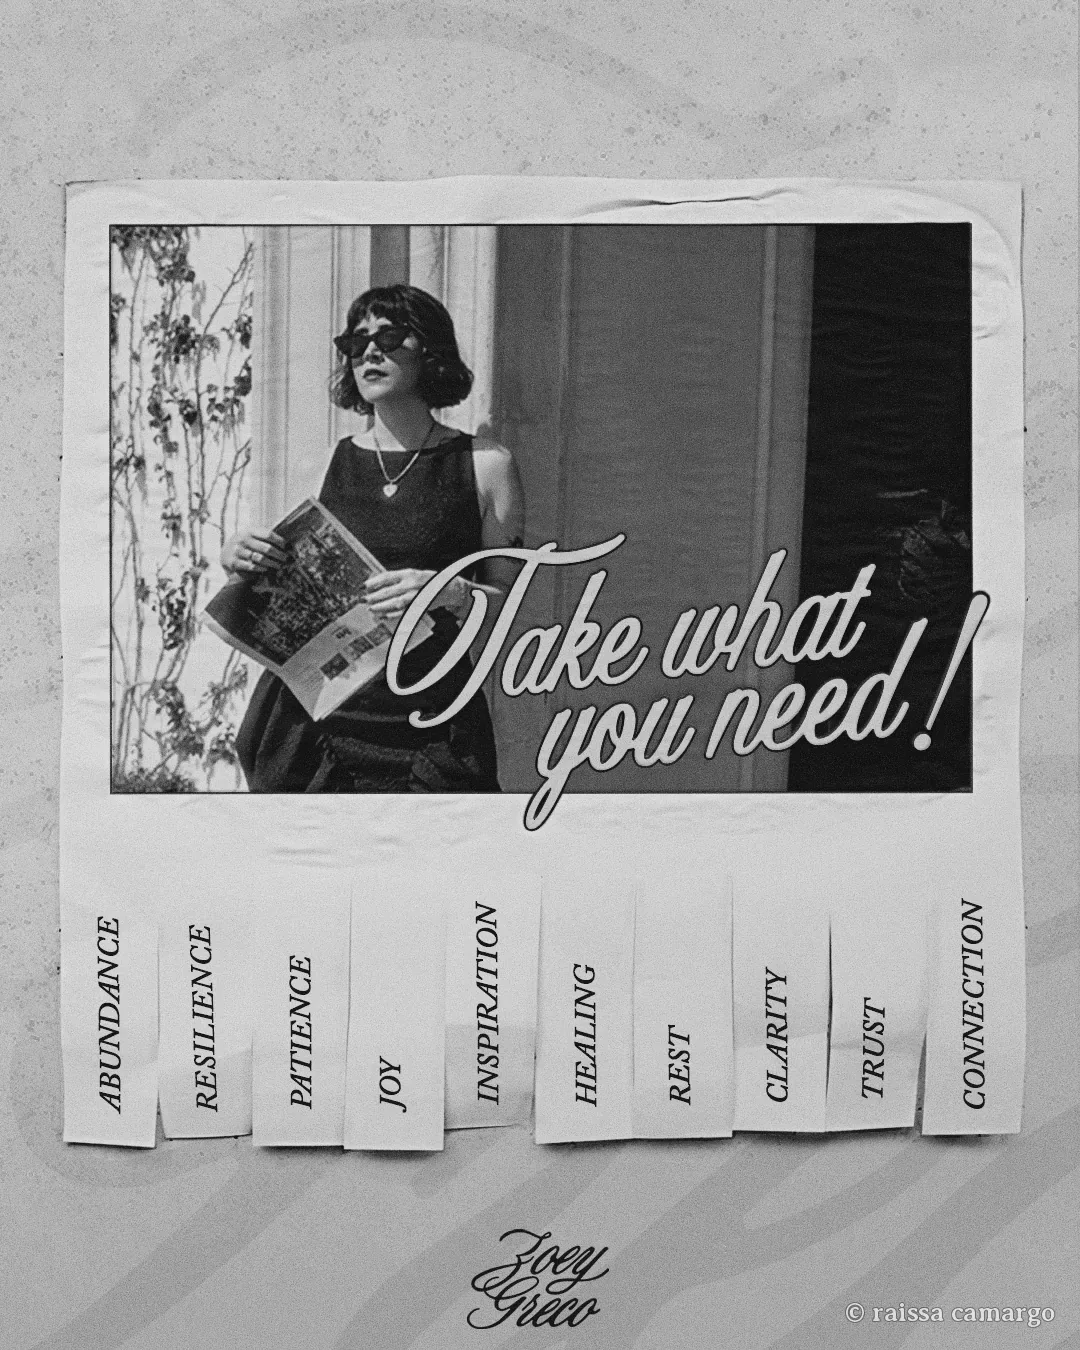 Take what
you need!
ABUNDANCE
RESILIENCE
PATIENCE
JOY
INSPIRATION
HEALING
REST
CLARITY
TRUST
CONNECTION
Zoey
Greco
© raissa camargo